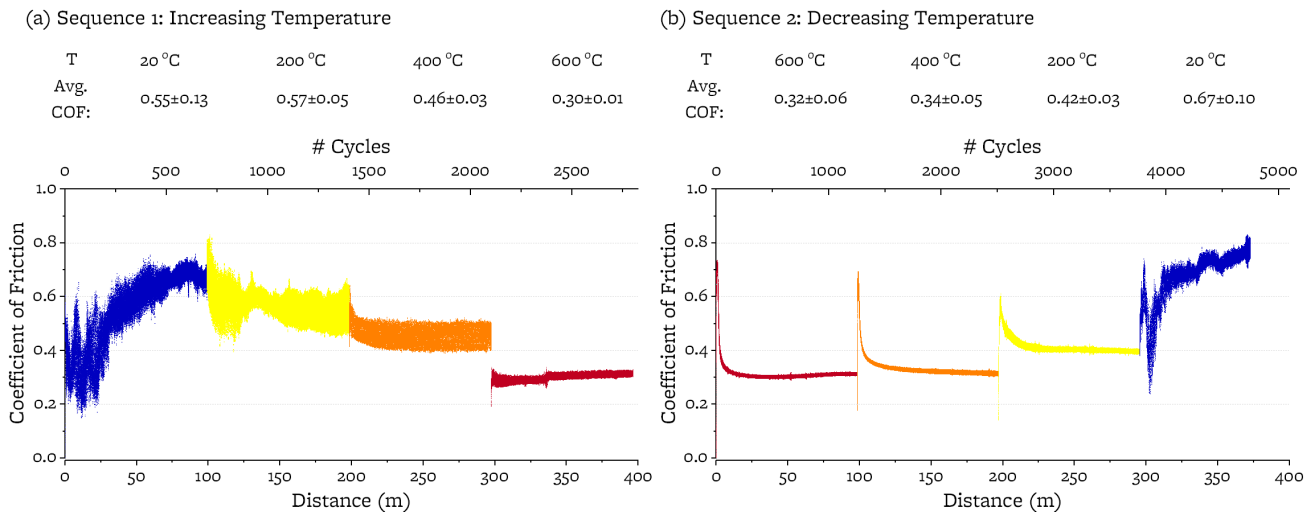 (a) Sequence 1: Increasing Temperature
T 20 °C 200 °C 400 °C 600 °C
Avg. COF: 0.55±0.13 0.57±0.05 0.46±0.03 0.30±0.01
# Cycles
0 500 1000 1500 2000 2500
1.0
0.8
0.6
0.4
0.2
0.0
Coefficient of Friction
0 50 100 150 200 250 300 350 400
Distance (m)
(b) Sequence 2: Decreasing Temperature
T 600 °C 400 °C 200 °C 20 °C
Avg. COF: 0.32±0.06 0.34±0.05 0.42±0.03 0.67±0.10
# Cycles
0 1000 2000 3000 4000 5000
1.0
0.8
0.6
0.4
0.2
0.0
Coefficient of Friction
0 50 100 150 200 250 300 350 400
Distance (m)